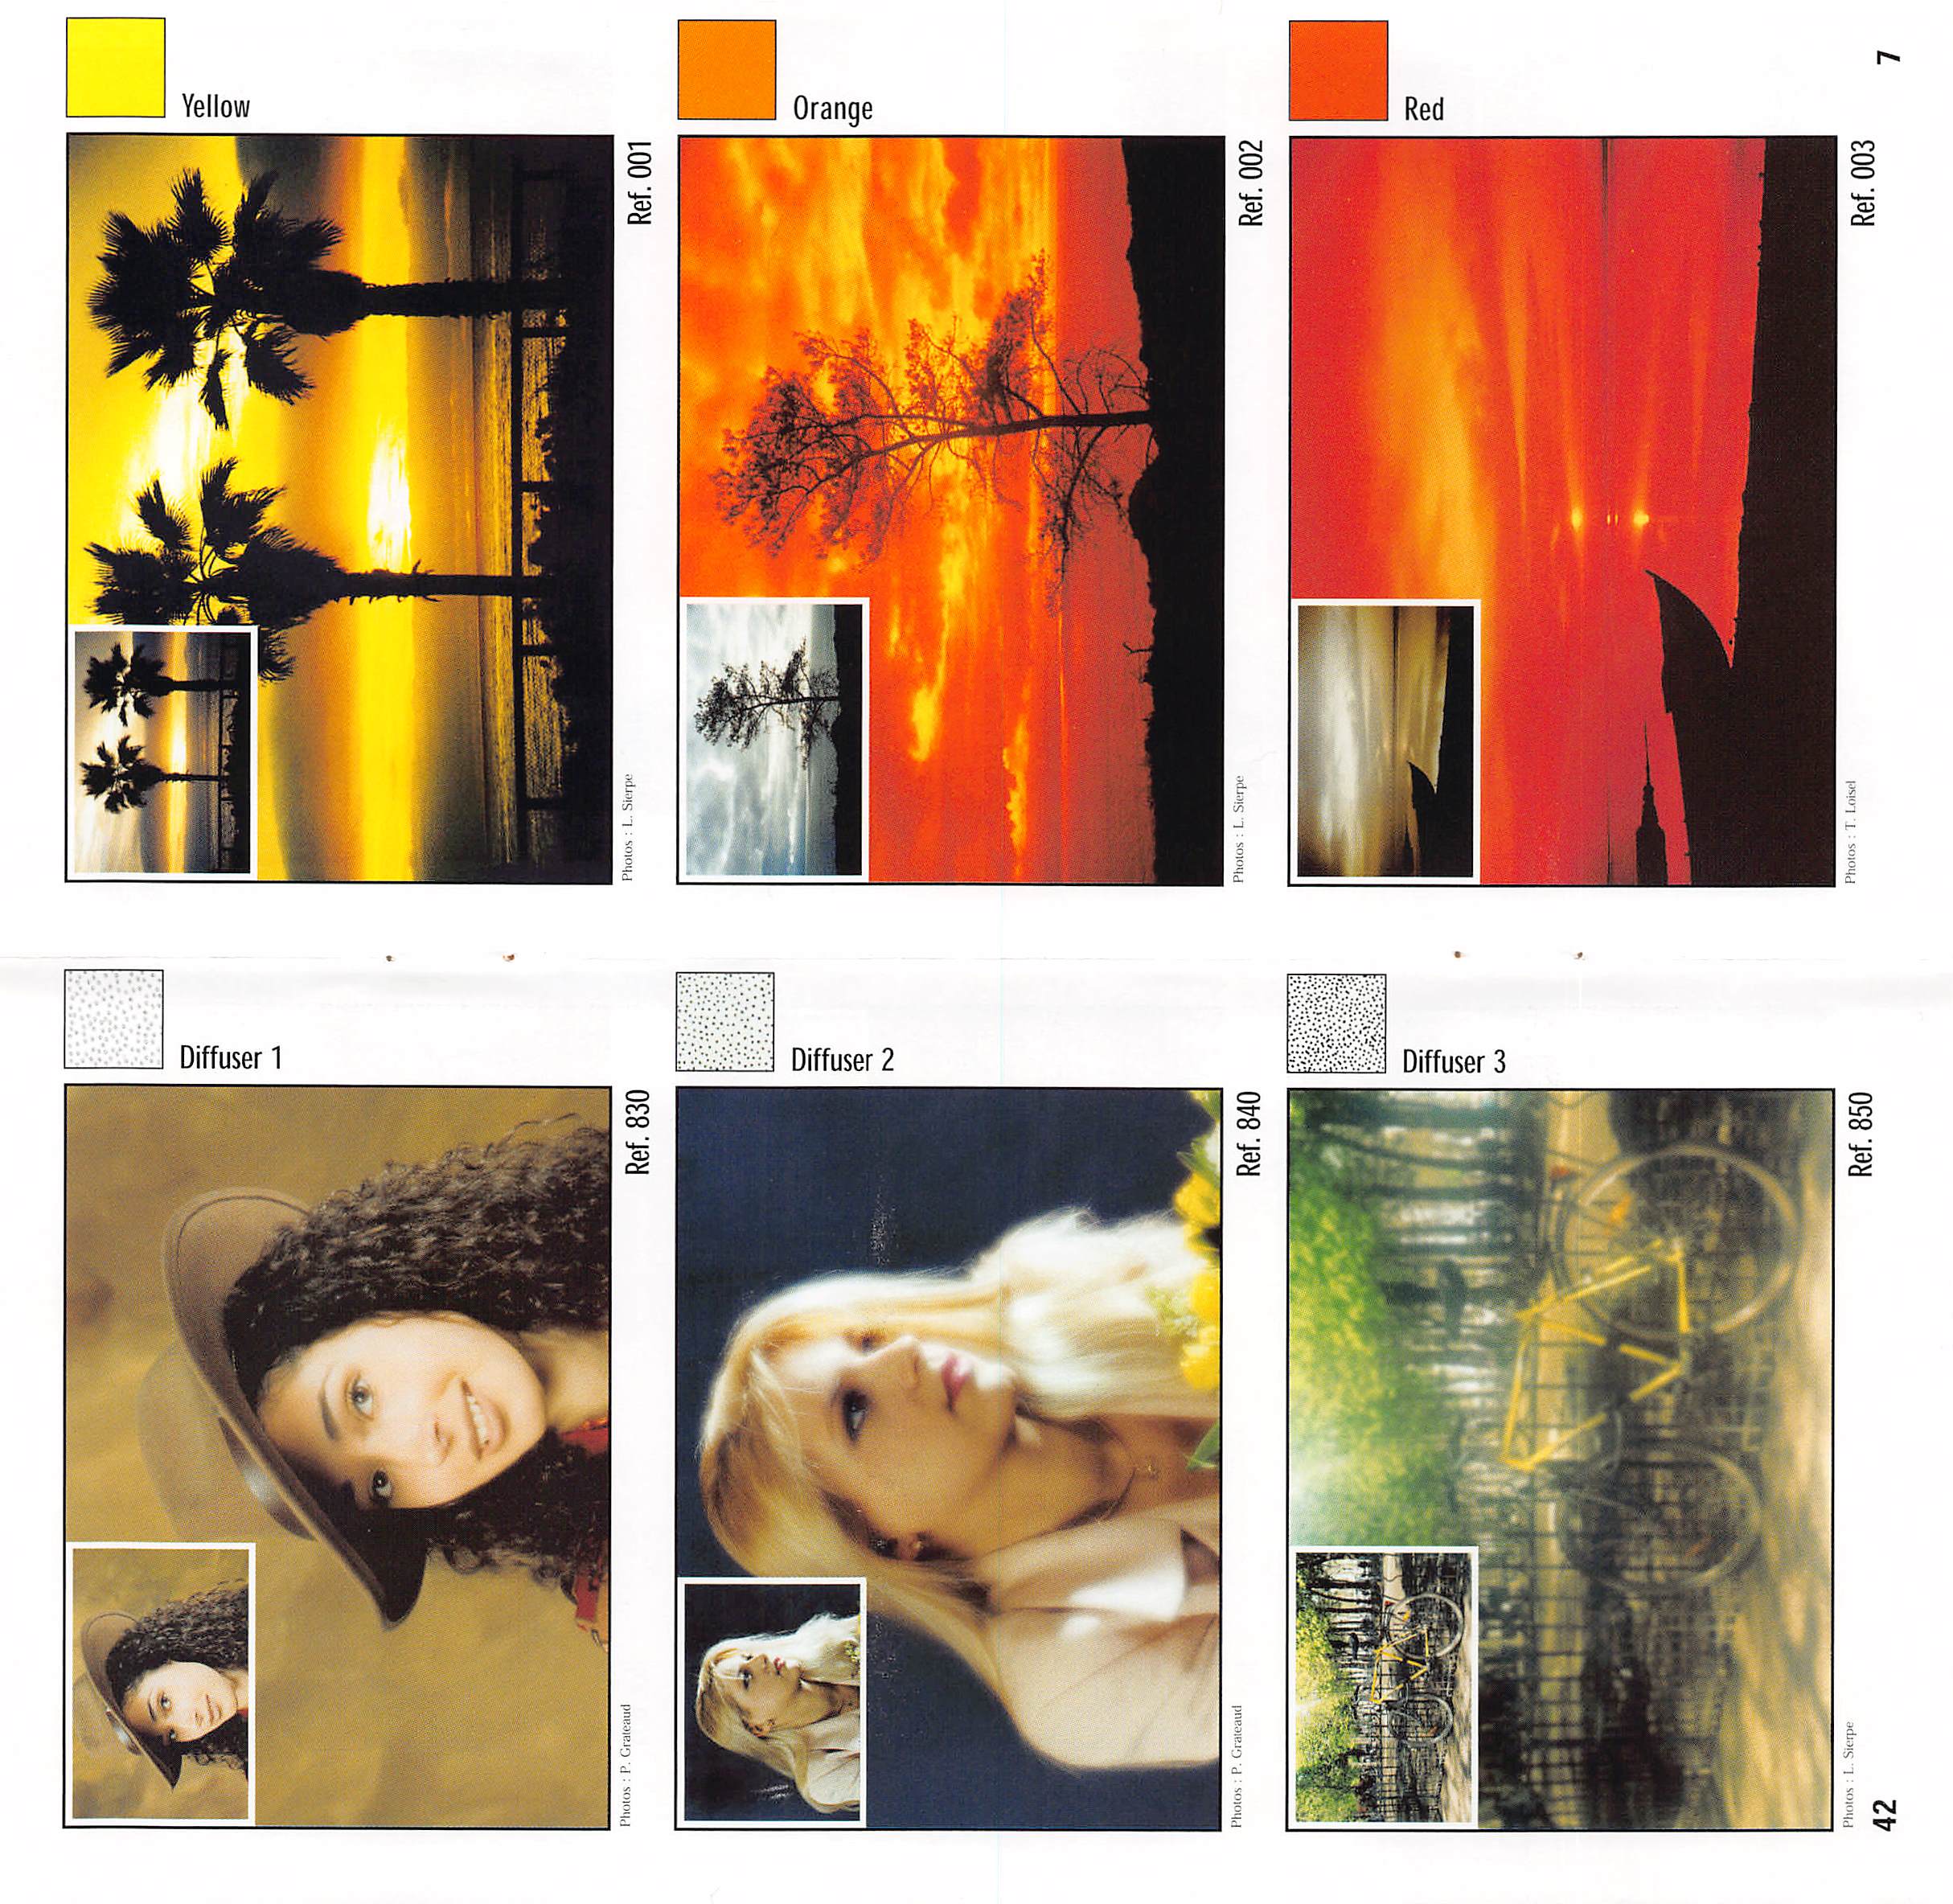 Yellow
Ref. 001
Photos : L. Sierpe
Orange
Ref. 002
Photos : L. Sierpe
Red
Ref. 003
Photos : T. Loisel
7
Diffuser 1
Ref. 830
Photos : P. Grateaud
Diffuser 2
Ref. 840
Photos : P. Grateaud
Diffuser 3
Ref. 850
Photos : L. Sierpe
42